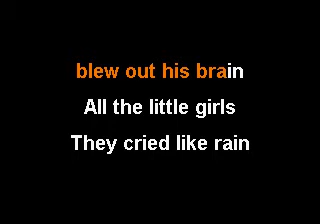 blew out his brain
All the little girls
They cried like rain